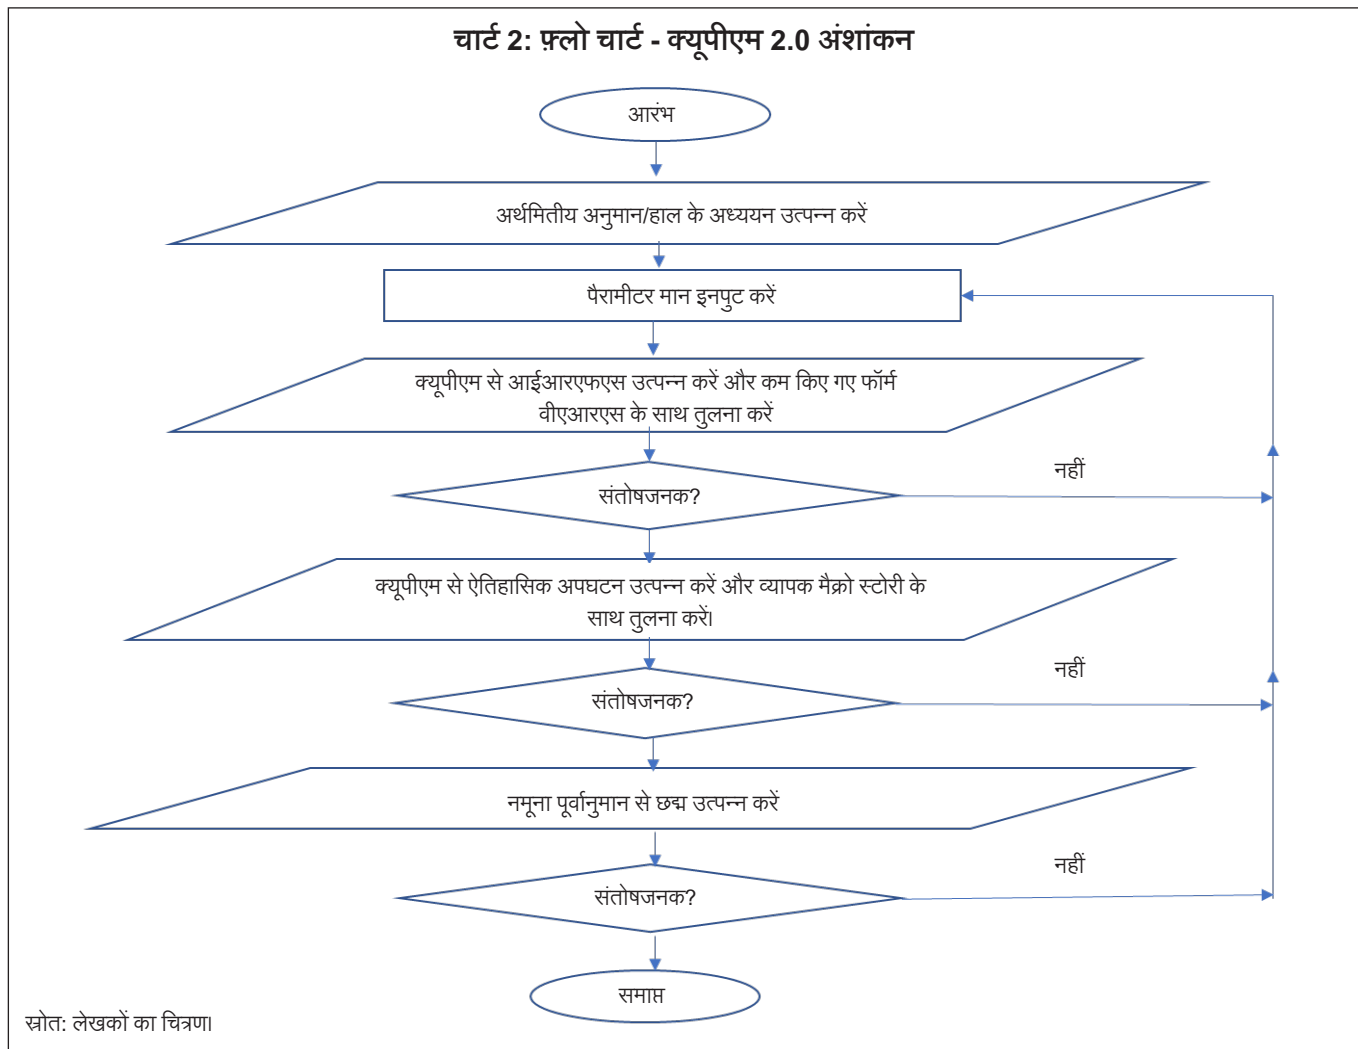 चार्ट 2: फ़्लो चार्ट - क्यूपीएम 2.0 अंशांकन
आरंभ
अर्थमितीय अनुमान/हाल के अध्ययन उत्पन्न करें
पैरामीटर मान इनपुट करें
क्यूपीएम से आईआरएफएस उत्पन्न करें और कम किए गए फॉर्म
वीएआरएस के साथ तुलना करें
नहीं
संतोषजनक?
क्यूपीएम से ऐतिहासिक अपघटन उत्पन्न करें और व्यापक मैक्रो स्टोरी के
साथ तुलना करें।
नहीं
संतोषजनक?
नमूना पूर्वानुमान से छद्म उत्पन्न करें
नहीं
संतोषजनक?
समाप्त
स्रोत: लेखकों का चित्रण।